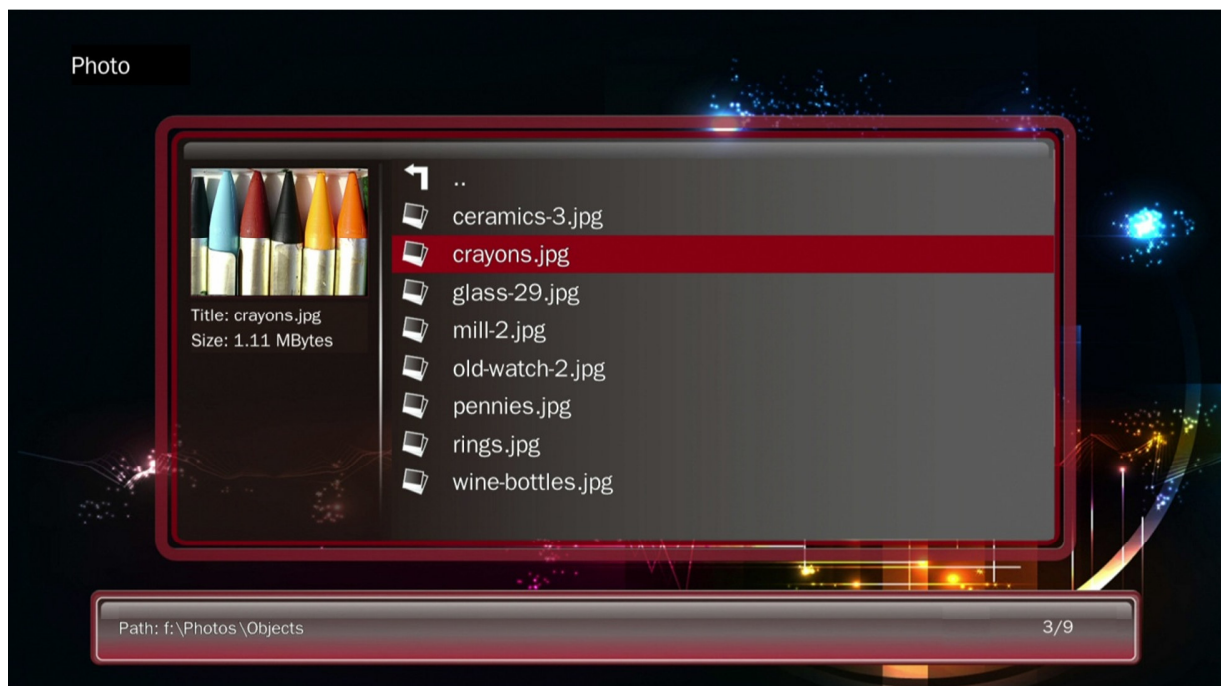 Photo
..
ceramics-3.jpg
crayons.jpg
glass-29.jpg
mill-2.jpg
old-watch-2.jpg
pennies.jpg
rings.jpg
wine-bottles.jpg
Title: crayons.jpg
Size: 1.11 MBytes
Path: f:\Photos\Objects
3/9